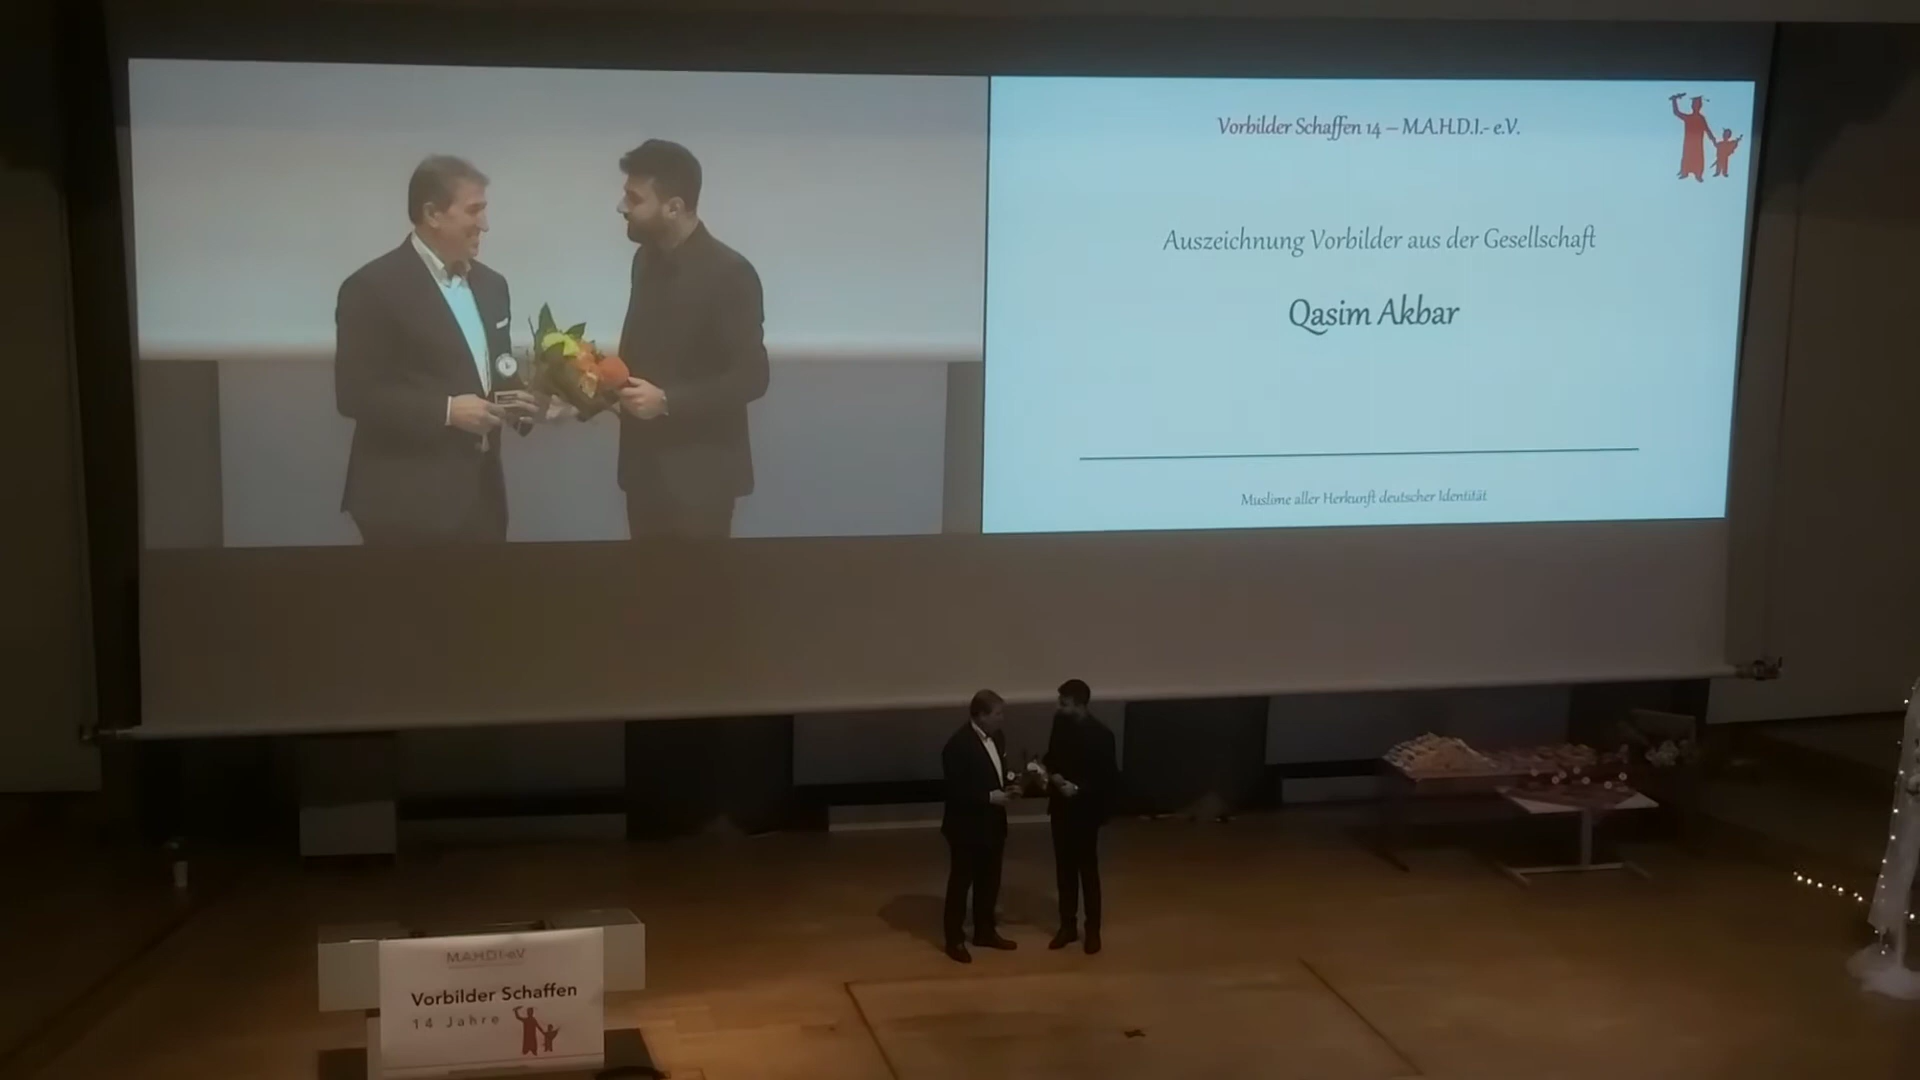 Vorbilder Schaffen 14 – M.A.H.D.I.- e.V.
Auszeichnung Vorbilder aus der Gesellschaft
Qasim Akbar
Muslime aller Herkunft deutscher Identität
M.A.H.D.I. eV
Vorbilder Schaffen
14 Jahre